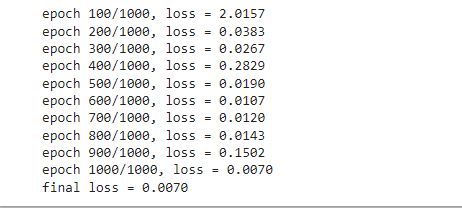 epoch 100/1000, loss = 2.0157
epoch 200/1000, loss = 0.0383
epoch 300/1000, loss = 0.0267
epoch 400/1000, loss = 0.2829
epoch 500/1000, loss = 0.0190
epoch 600/1000, loss = 0.0107
epoch 700/1000, loss = 0.0120
epoch 800/1000, loss = 0.0143
epoch 900/1000, loss = 0.1502
epoch 1000/1000, loss = 0.0070
final loss = 0.0070